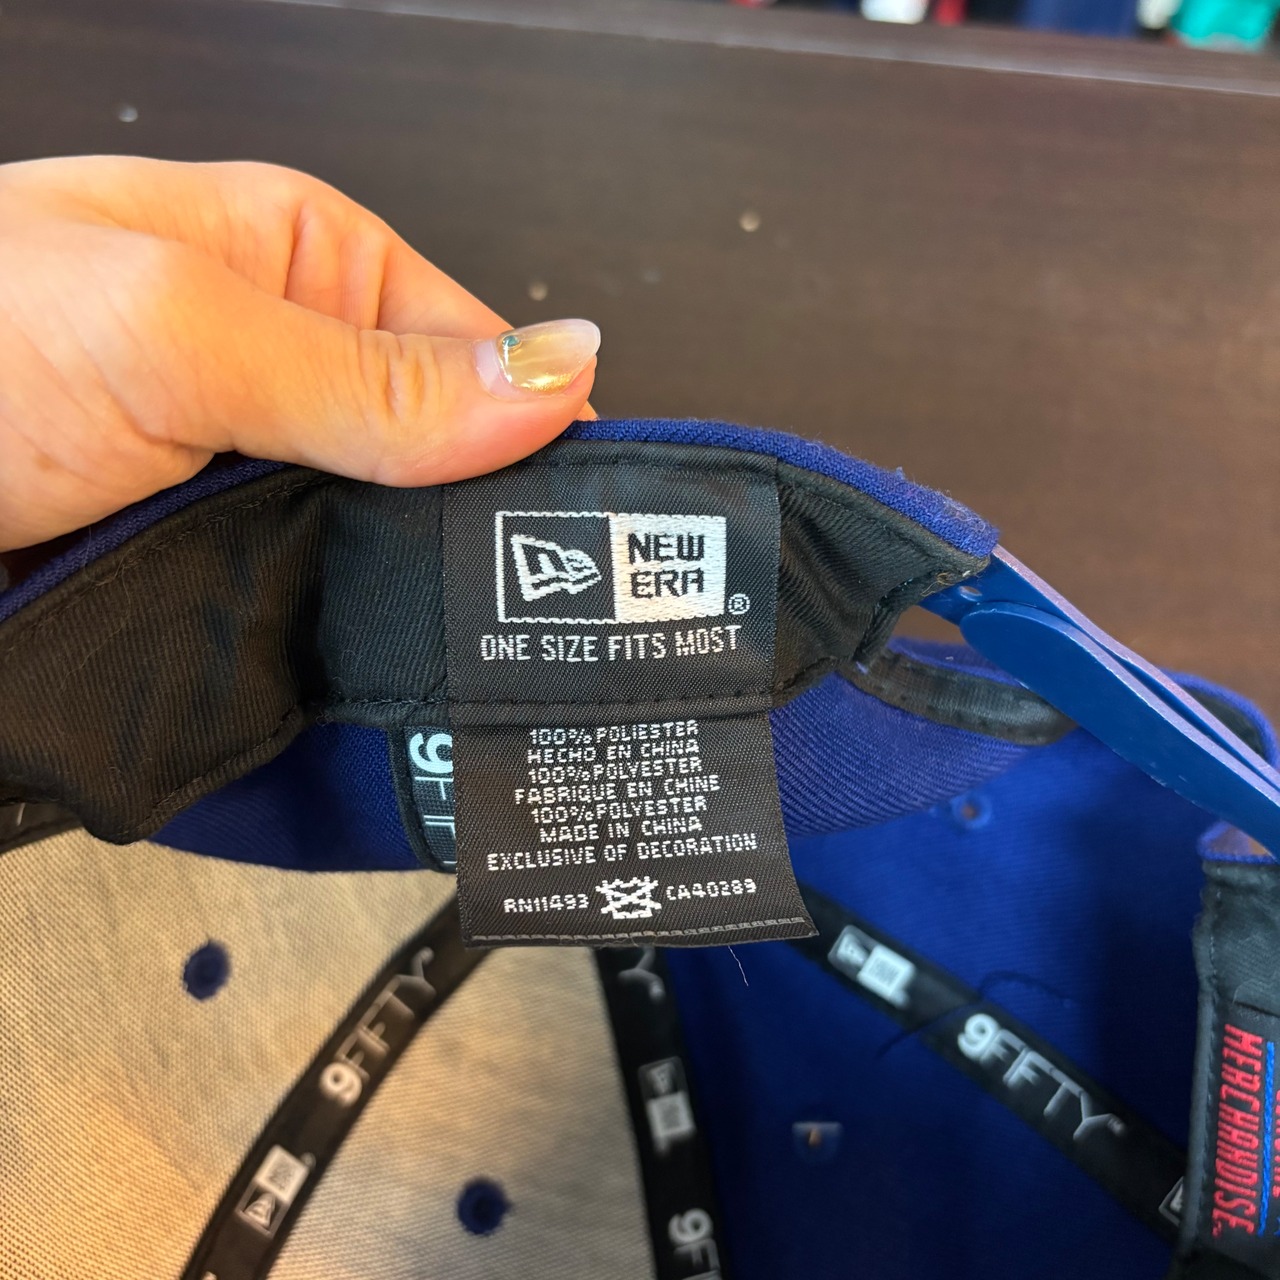 NEW
ERA
®
ONE SIZE FITS MOST
100% POLIESTER
HECHO EN CHINA
100% POLYESTER
FABRIQUE EN CHINE
100% POLYESTER
MADE IN CHINA
EXCLUSIVE OF DECORATION
RN11493 CA40289
9FIFTY
9FIFTY™
9FIFTY
MERCHANDISE.